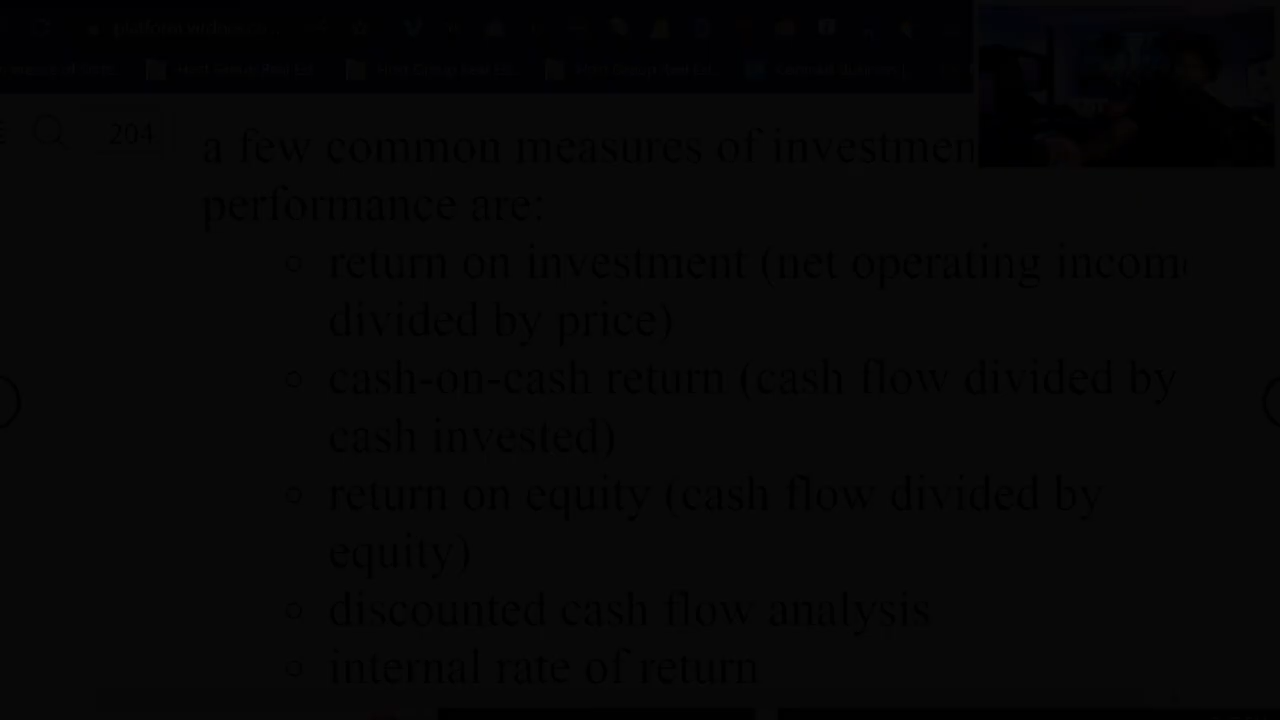 204
a few common measures of investmen
performance are:
return on investment (net operating incom
divided by price)
cash-on-cash return (cash flow divided by
cash invested)
return on equity (cash flow divided by
equity)
discounted cash flow analysis
internal rate of return